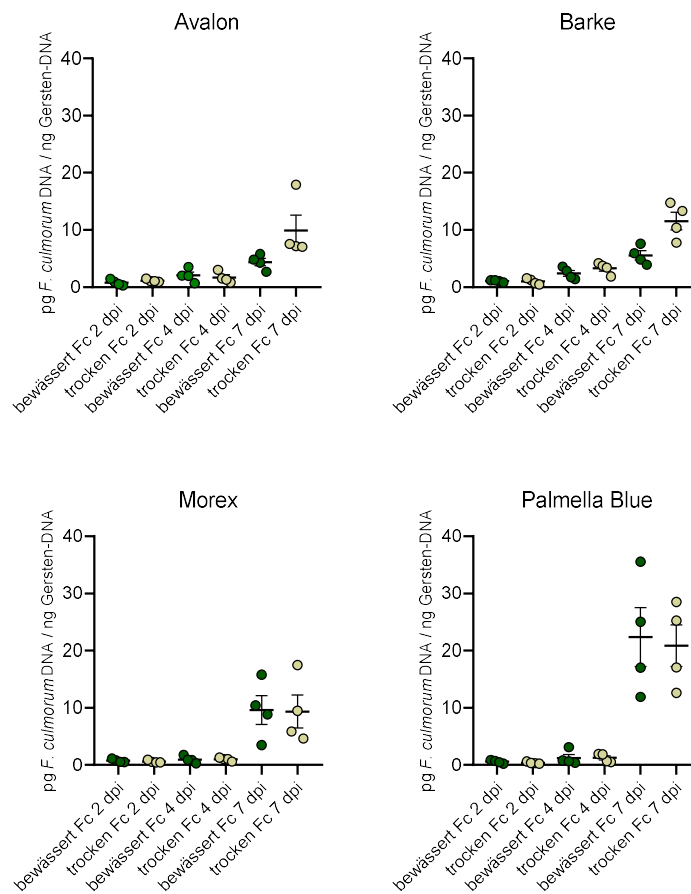 Avalon
pg F. culmorum DNA / ng Gersten-DNA
40
30
20
10
0
bewässert Fc 2 dpi
trocken Fc 2 dpi
bewässert Fc 4 dpi
trocken Fc 4 dpi
bewässert Fc 7 dpi
trocken Fc 7 dpi
Barke
pg F. culmorum DNA / ng Gersten-DNA
40
30
20
10
0
bewässert Fc 2 dpi
trocken Fc 2 dpi
bewässert Fc 4 dpi
trocken Fc 4 dpi
bewässert Fc 7 dpi
trocken Fc 7 dpi
Morex
pg F. culmorum DNA / ng Gersten-DNA
40
30
20
10
0
bewässert Fc 2 dpi
trocken Fc 2 dpi
bewässert Fc 4 dpi
trocken Fc 4 dpi
bewässert Fc 7 dpi
trocken Fc 7 dpi
Palmella Blue
pg F. culmorum DNA / ng Gersten-DNA
40
30
20
10
0
bewässert Fc 2 dpi
trocken Fc 2 dpi
bewässert Fc 4 dpi
trocken Fc 4 dpi
bewässert Fc 7 dpi
trocken Fc 7 dpi